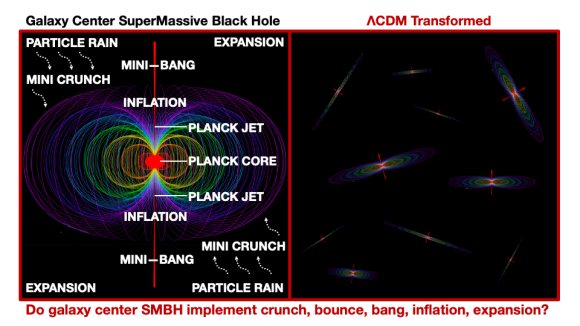 Galaxy Center SuperMassive Black Hole
ΛCDM Transformed
PARTICLE RAIN
EXPANSION
MINI CRUNCH
MINI–BANG
INFLATION
PLANCK JET
PLANCK CORE
PLANCK JET
INFLATION
MINI CRUNCH
MINI–BANG
EXPANSION
PARTICLE RAIN
Do galaxy center SMBH implement crunch, bounce, bang, inflation, expansion?